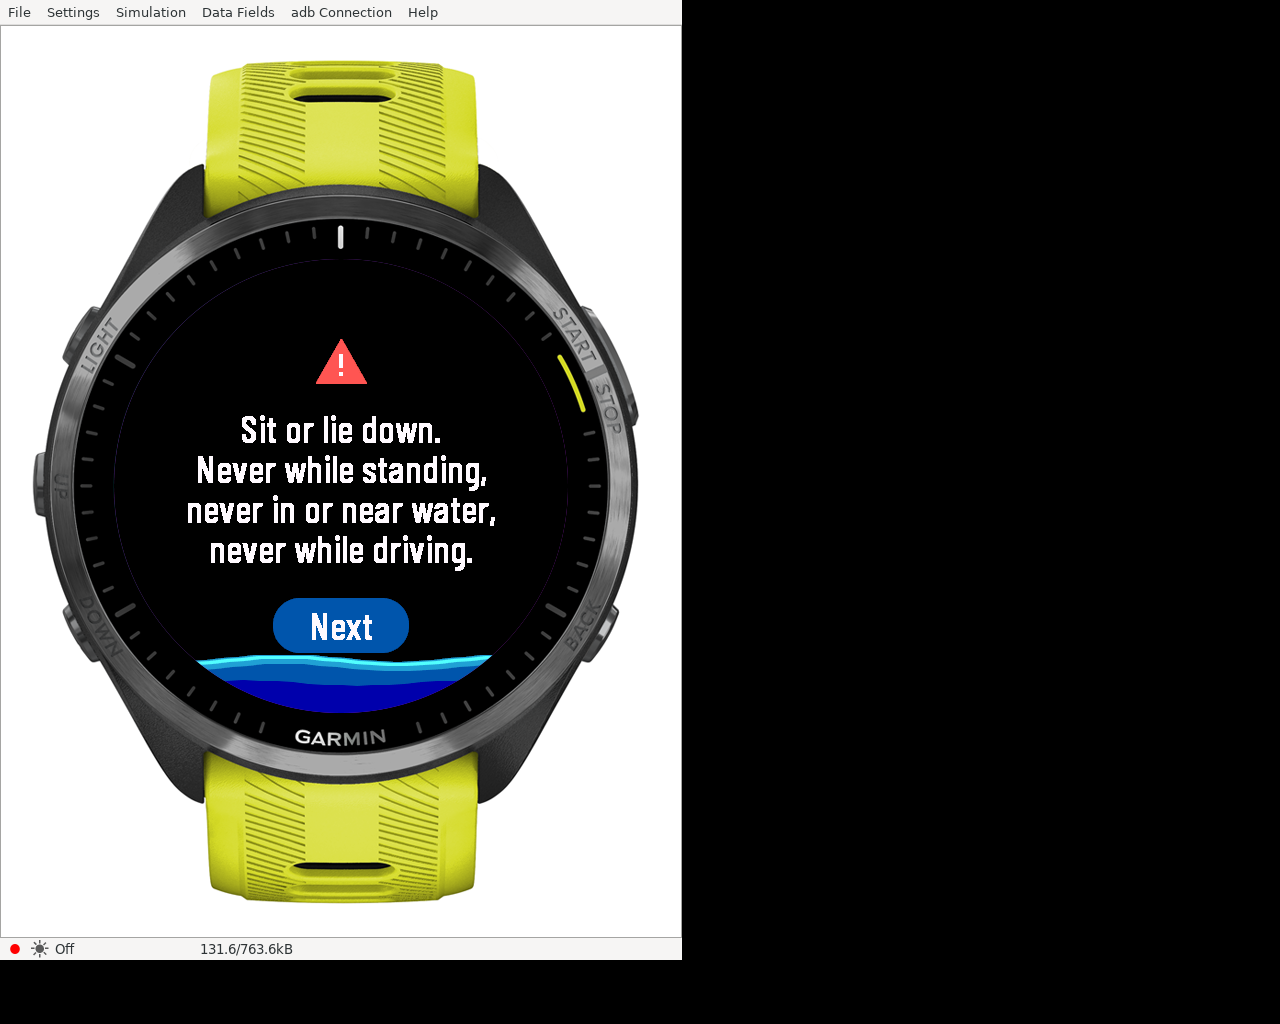 File Settings Simulation Data Fields adb Connection Help
LIGHT
START
STOP
UP
DOWN
BACK
!
Sit or lie down.
Never while standing,
never in or near water,
never while driving.
Next
GARMIN
Off 131.6/763.6kB